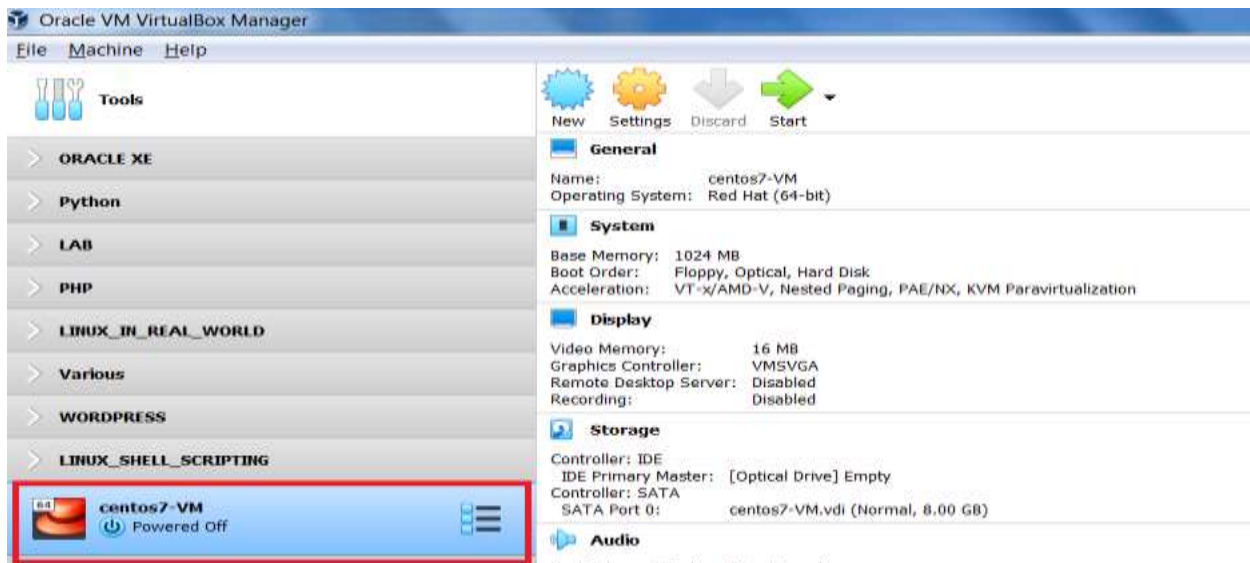 Oracle VM VirtualBox Manager
File Machine Help
Tools
ORACLE XE
Python
LAB
PHP
LINUX_IN_REAL_WORLD
Various
WORDPRESS
LINUX_SHELL_SCRIPTING
64
centos7-VM
Powered Off
New Settings Discard Start
General
Name: centos7-VM
Operating System: Red Hat (64-bit)
System
Base Memory: 1024 MB
Boot Order: Floppy, Optical, Hard Disk
Acceleration: VT-x/AMD-V, Nested Paging, PAE/NX, KVM Paravirtualization
Display
Video Memory: 16 MB
Graphics Controller: VMSVGA
Remote Desktop Server: Disabled
Recording: Disabled
Storage
Controller: IDE
IDE Primary Master: [Optical Drive] Empty
Controller: SATA
SATA Port 0: centos7-VM.vdi (Normal, 8.00 GB)
Audio